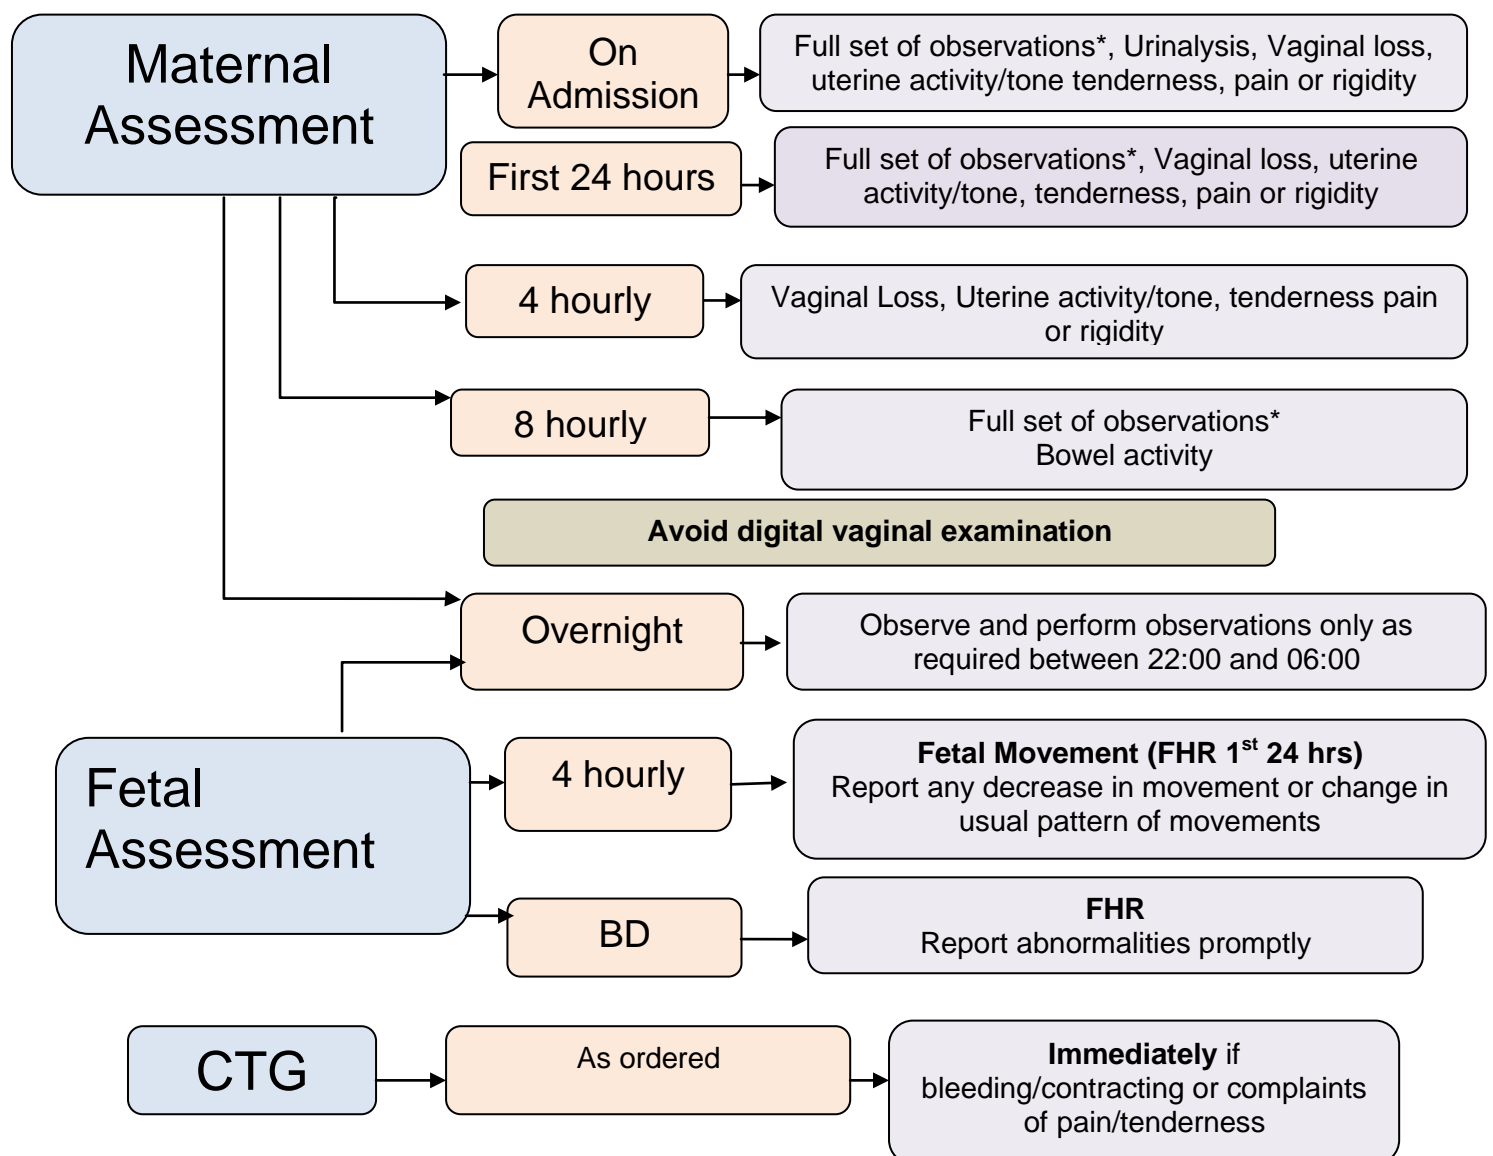 Maternal
Assessment
On
Admission
Full set of observations*, Urinalysis, Vaginal loss,
uterine activity/tone tenderness, pain or rigidity
First 24 hours
Full set of observations*, Vaginal loss, uterine
activity/tone, tenderness, pain or rigidity
4 hourly
Vaginal Loss, Uterine activity/tone, tenderness pain
or rigidity
8 hourly
Full set of observations*
Bowel activity
Avoid digital vaginal examination
Overnight
Observe and perform observations only as
required between 22:00 and 06:00
Fetal
Assessment
4 hourly
Fetal Movement (FHR 1st 24 hrs)
Report any decrease in movement or change in
usual pattern of movements
BD
FHR
Report abnormalities promptly
CTG
As ordered
Immediately if
bleeding/contracting or complaints
of pain/tenderness